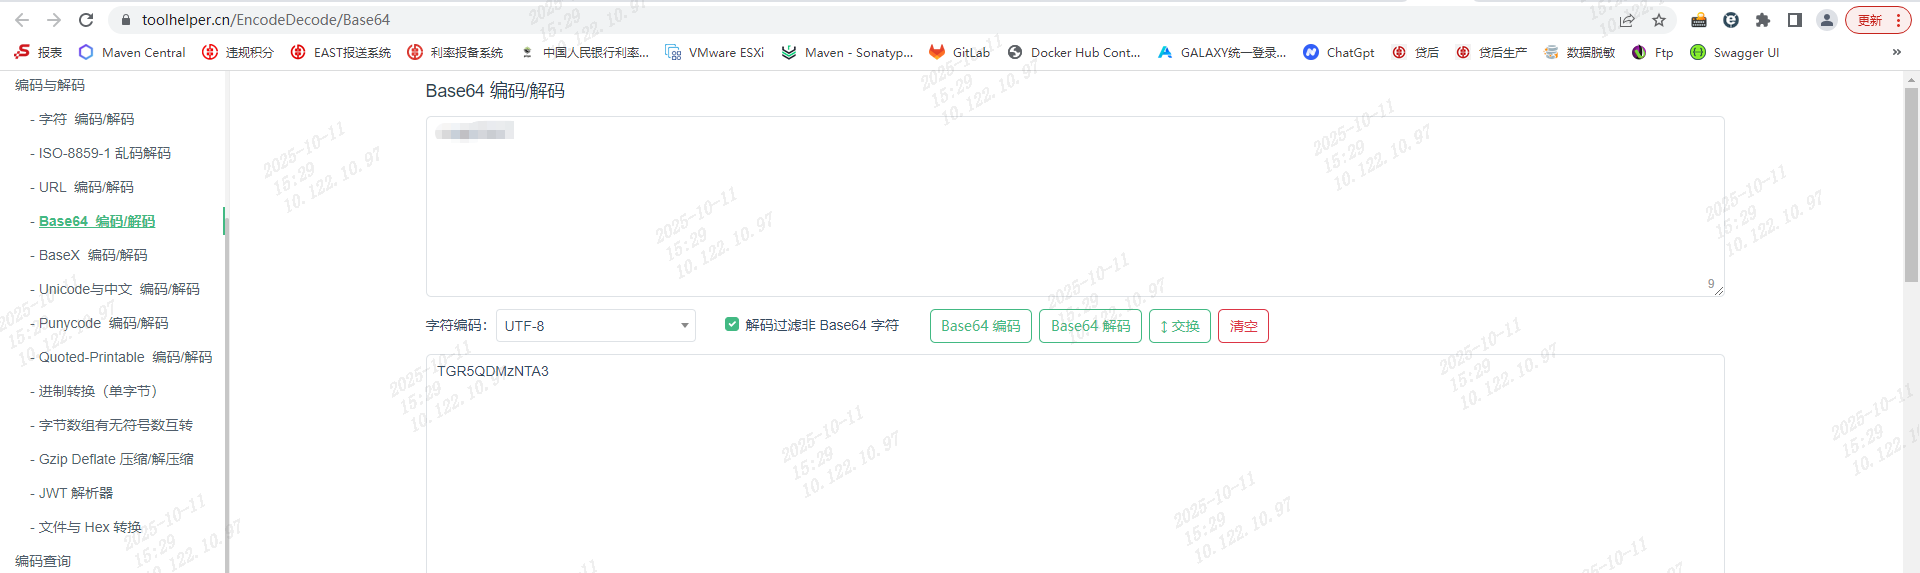 toolhelper.cn/EncodeDecode/Base64
更新
报表 Maven Central 违规积分 EAST报送系统 利率报备系统 中国人民银行利率... VMware ESXi Maven - Sonatyp... GitLab Docker Hub Cont... GALAXY统一登录... ChatGpt 贷后 贷后生产 数据脱敏 Ftp Swagger UI »
编码与解码
- 字符 编码/解码
- ISO-8859-1 乱码解码
- URL 编码/解码
- Base64 编码/解码
- BaseX 编码/解码
- Unicode与中文 编码/解码
- Punycode 编码/解码
- Quoted-Printable 编码/解码
- 进制转换（单字节）
- 字节数组有无符号数互转
- Gzip Deflate 压缩/解压缩
- JWT 解析器
- 文件与 Hex 转换
编码查询
Base64 编码/解码
9
字符编码： UTF-8 解码过滤非 Base64 字符 Base64 编码 Base64 解码 交换 清空
TGR5QDMzNTA3
2025-10-11
15:29
10.122.10.97